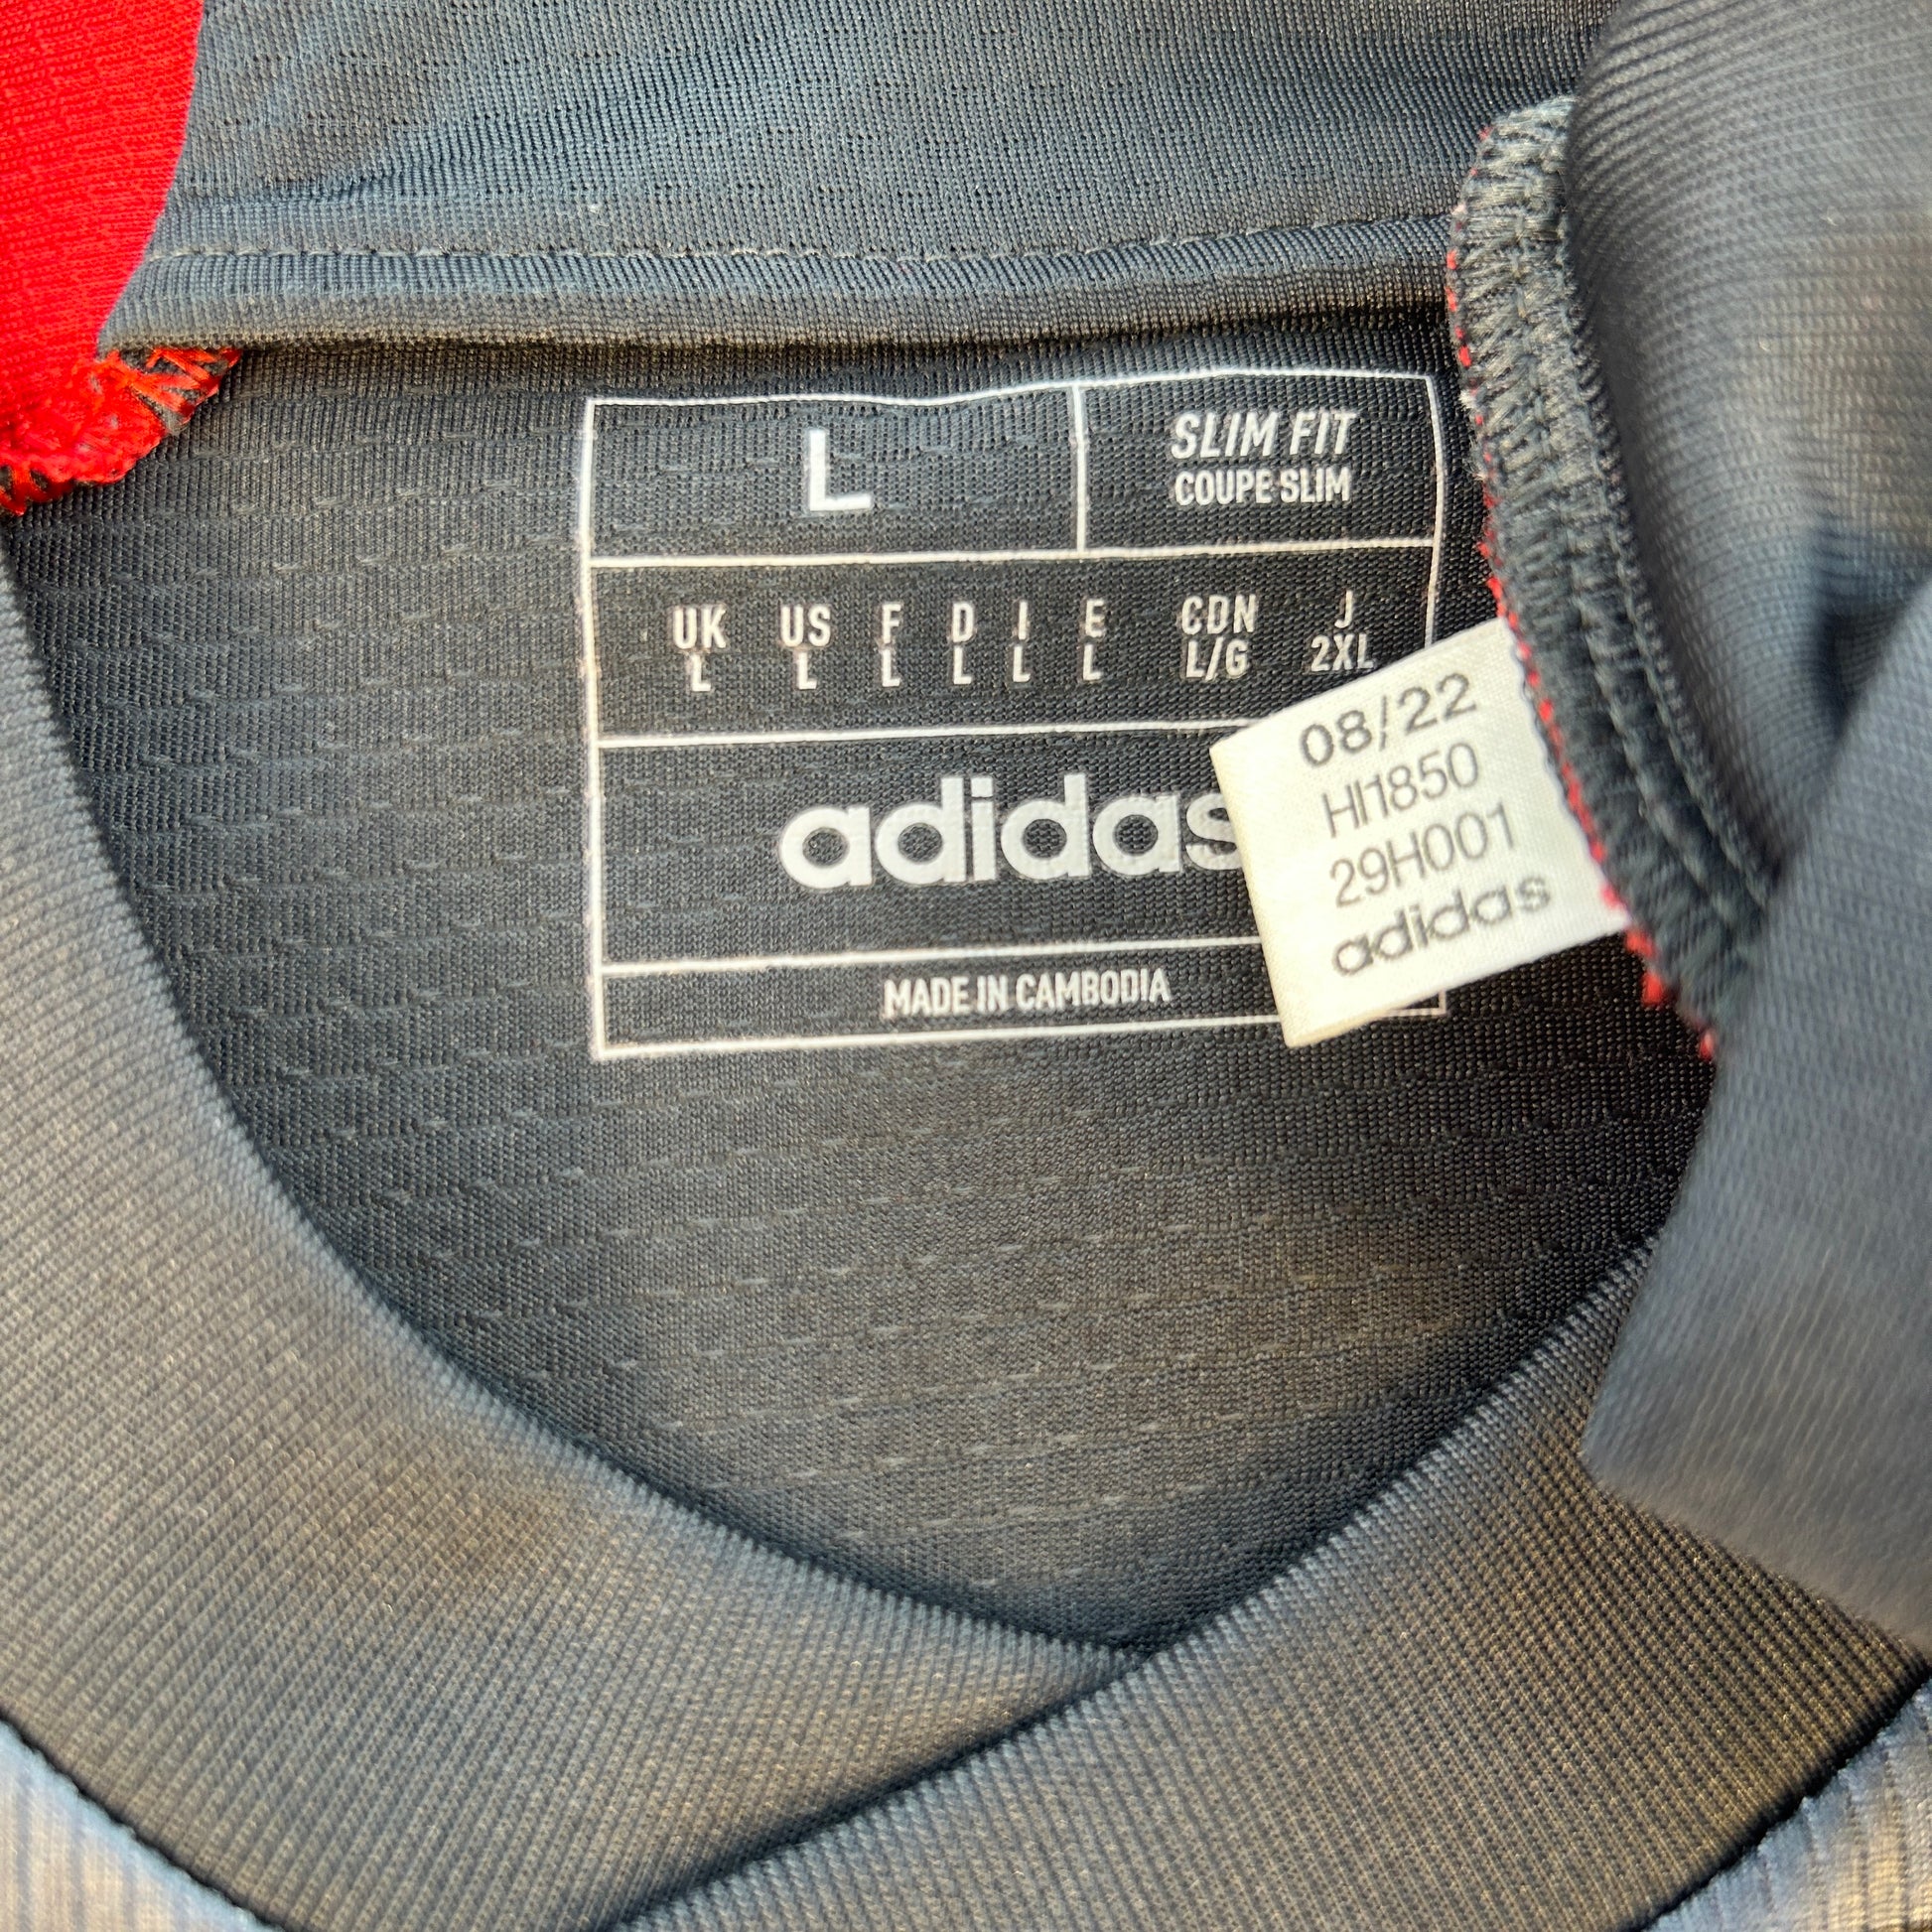 L
SLIM FIT
COUPE SLIM
UK US F D I E CDN J
L L L L L L L/G 2XL
adidas
MADE IN CAMBODIA
08/22
HI1850
29H001
adidas